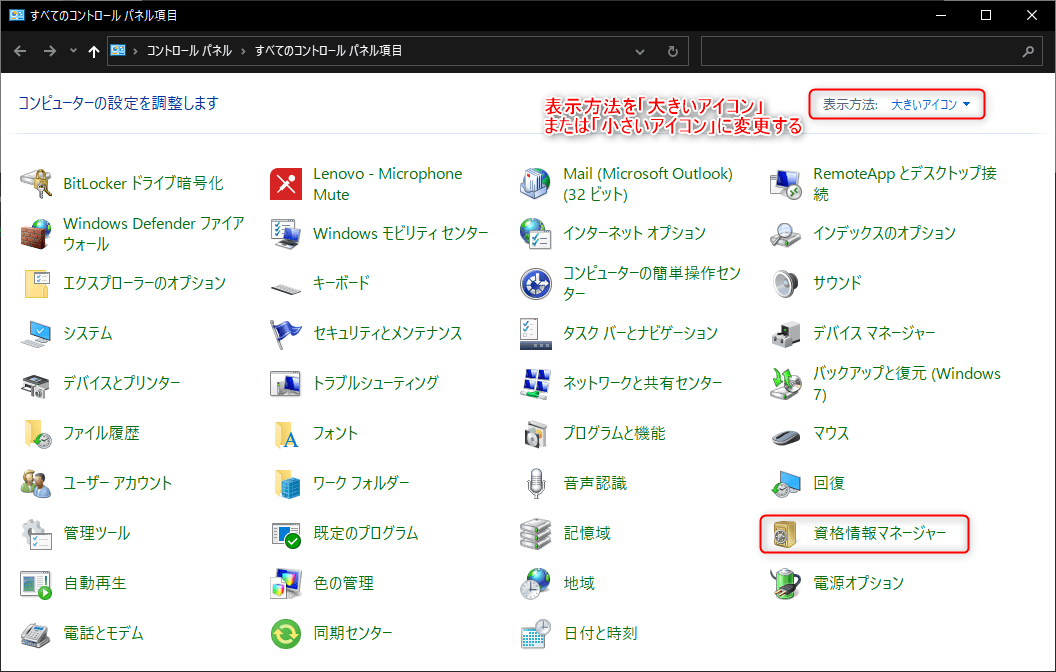 すべてのコントロール パネル項目
コントロール パネル › すべてのコントロール パネル項目
コンピューターの設定を調整します
表示方法を「大きいアイコン」
または「小さいアイコン」に変更する
表示方法: 大きいアイコン
BitLocker ドライブ暗号化
Lenovo - Microphone
Mute
Mail (Microsoft Outlook)
(32 ビット)
RemoteApp とデスクトップ接
続
Windows Defender ファイア
ウォール
Windows モビリティ センター
インターネット オプション
インデックスのオプション
エクスプローラーのオプション
キーボード
コンピューターの簡単操作セン
ター
サウンド
システム
セキュリティとメンテナンス
タスク バーとナビゲーション
デバイス マネージャー
デバイスとプリンター
トラブルシューティング
ネットワークと共有センター
バックアップと復元 (Windows
7)
ファイル履歴
フォント
プログラムと機能
マウス
ユーザー アカウント
ワーク フォルダー
音声認識
回復
管理ツール
既定のプログラム
記憶域
資格情報マネージャー
自動再生
色の管理
地域
電源オプション
電話とモデム
同期センター
日付と時刻